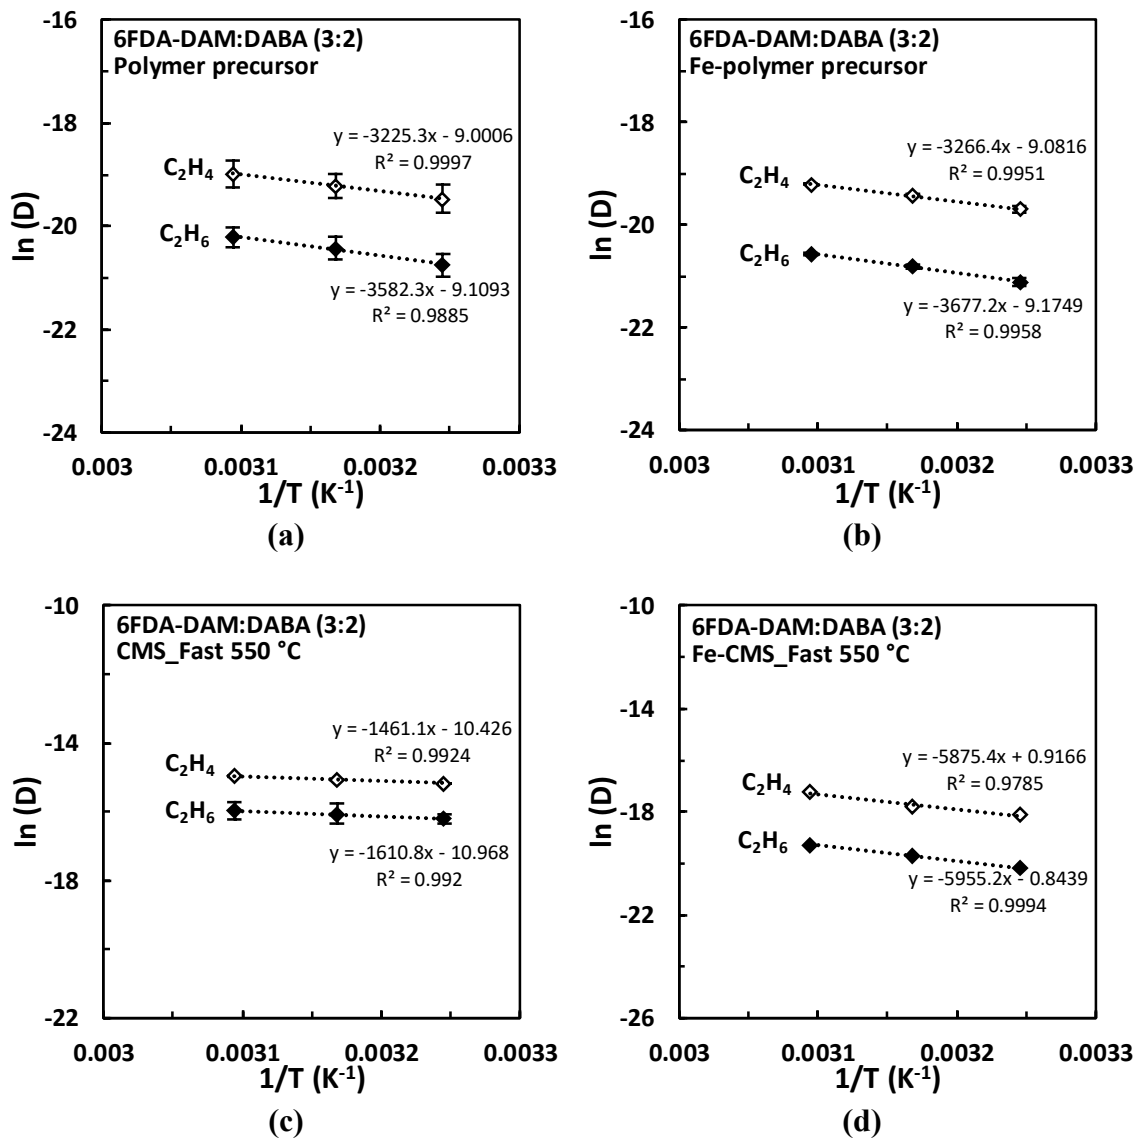 -16
-18
-20
-22
-24
ln (D)
6FDA-DAM:DABA (3:2)
Polymer precursor
y = -3225.3x - 9.0006
R² = 0.9997
C₂H₄
C₂H₆
y = -3582.3x - 9.1093
R² = 0.9885
0.003 0.0031 0.0032 0.0033
1/T (K⁻¹)
(a)
-16
-18
-20
-22
-24
ln (D)
6FDA-DAM:DABA (3:2)
Fe-polymer precursor
y = -3266.4x - 9.0816
R² = 0.9951
C₂H₄
C₂H₆
y = -3677.2x - 9.1749
R² = 0.9958
0.003 0.0031 0.0032 0.0033
1/T (K⁻¹)
(b)
-10
-14
-18
-22
ln (D)
6FDA-DAM:DABA (3:2)
CMS_Fast 550 °C
y = -1461.1x - 10.426
R² = 0.9924
C₂H₄
C₂H₆
y = -1610.8x - 10.968
R² = 0.992
0.003 0.0031 0.0032 0.0033
1/T (K⁻¹)
(c)
-10
-14
-18
-22
-26
ln (D)
6FDA-DAM:DABA (3:2)
Fe-CMS_Fast 550 °C
y = -5875.4x + 0.9166
R² = 0.9785
C₂H₄
C₂H₆
y = -5955.2x - 0.8439
R² = 0.9994
0.003 0.0031 0.0032 0.0033
1/T (K⁻¹)
(d)